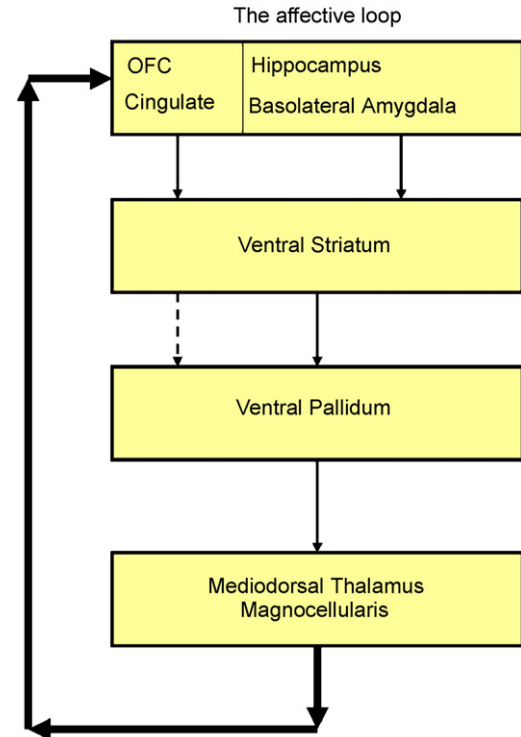 The affective loop
OFC
Cingulate
Hippocampus
Basolateral Amygdala
Ventral Striatum
Ventral Pallidum
Mediodorsal Thalamus
Magnocellularis